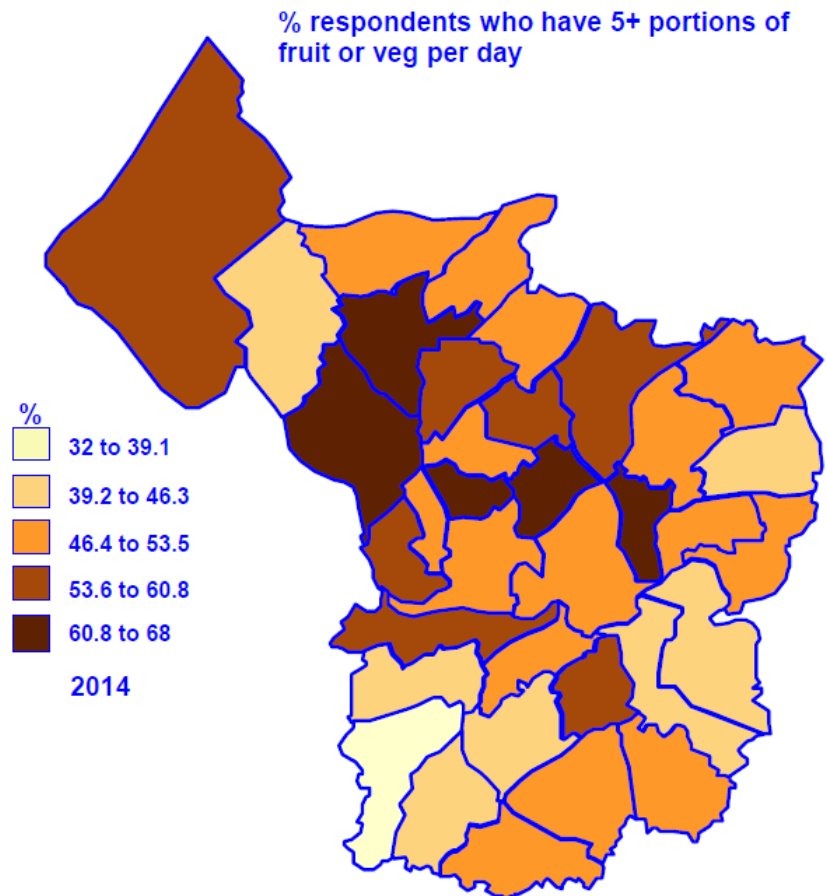 % respondents who have 5+ portions of
fruit or veg per day
%
32 to 39.1
39.2 to 46.3
46.4 to 53.5
53.6 to 60.8
60.8 to 68
2014